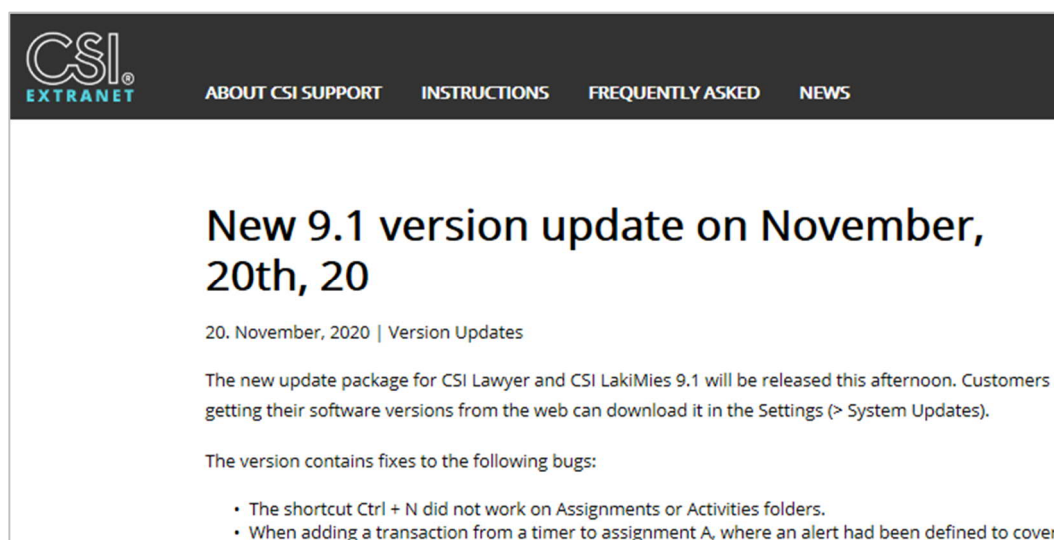 CSI®
EXTRANET
ABOUT CSI SUPPORT INSTRUCTIONS FREQUENTLY ASKED NEWS
New 9.1 version update on November,
20th, 20
20. November, 2020 | Version Updates
The new update package for CSI Lawyer and CSI LakiMies 9.1 will be released this afternoon. Customers
getting their software versions from the web can download it in the Settings (> System Updates).
The version contains fixes to the following bugs:
• The shortcut Ctrl + N did not work on Assignments or Activities folders.
• When adding a transaction from a timer to assignment A, where an alert had been defined to cover